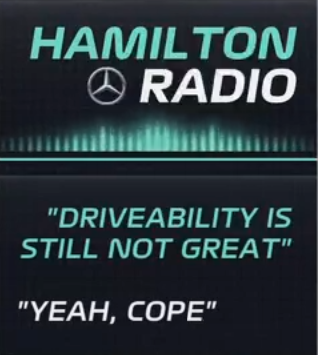 HAMILTON
RADIO
"DRIVEABILITY IS
STILL NOT GREAT"
"YEAH, COPE"